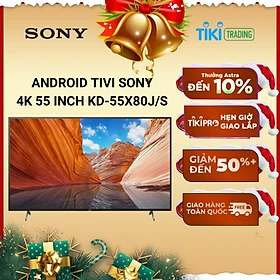 SONY
TIKI
TRADING
ANDROID TIVI SONY
4K 55 INCH KD-55X80J/S
Thưởng Astra
ĐẾN 10%
TIKIPRO HẸN GIỜ
GIAO LẮP
GIẢM
ĐẾN 50%+
GIAO HÀNG FREE
TOÀN QUỐC